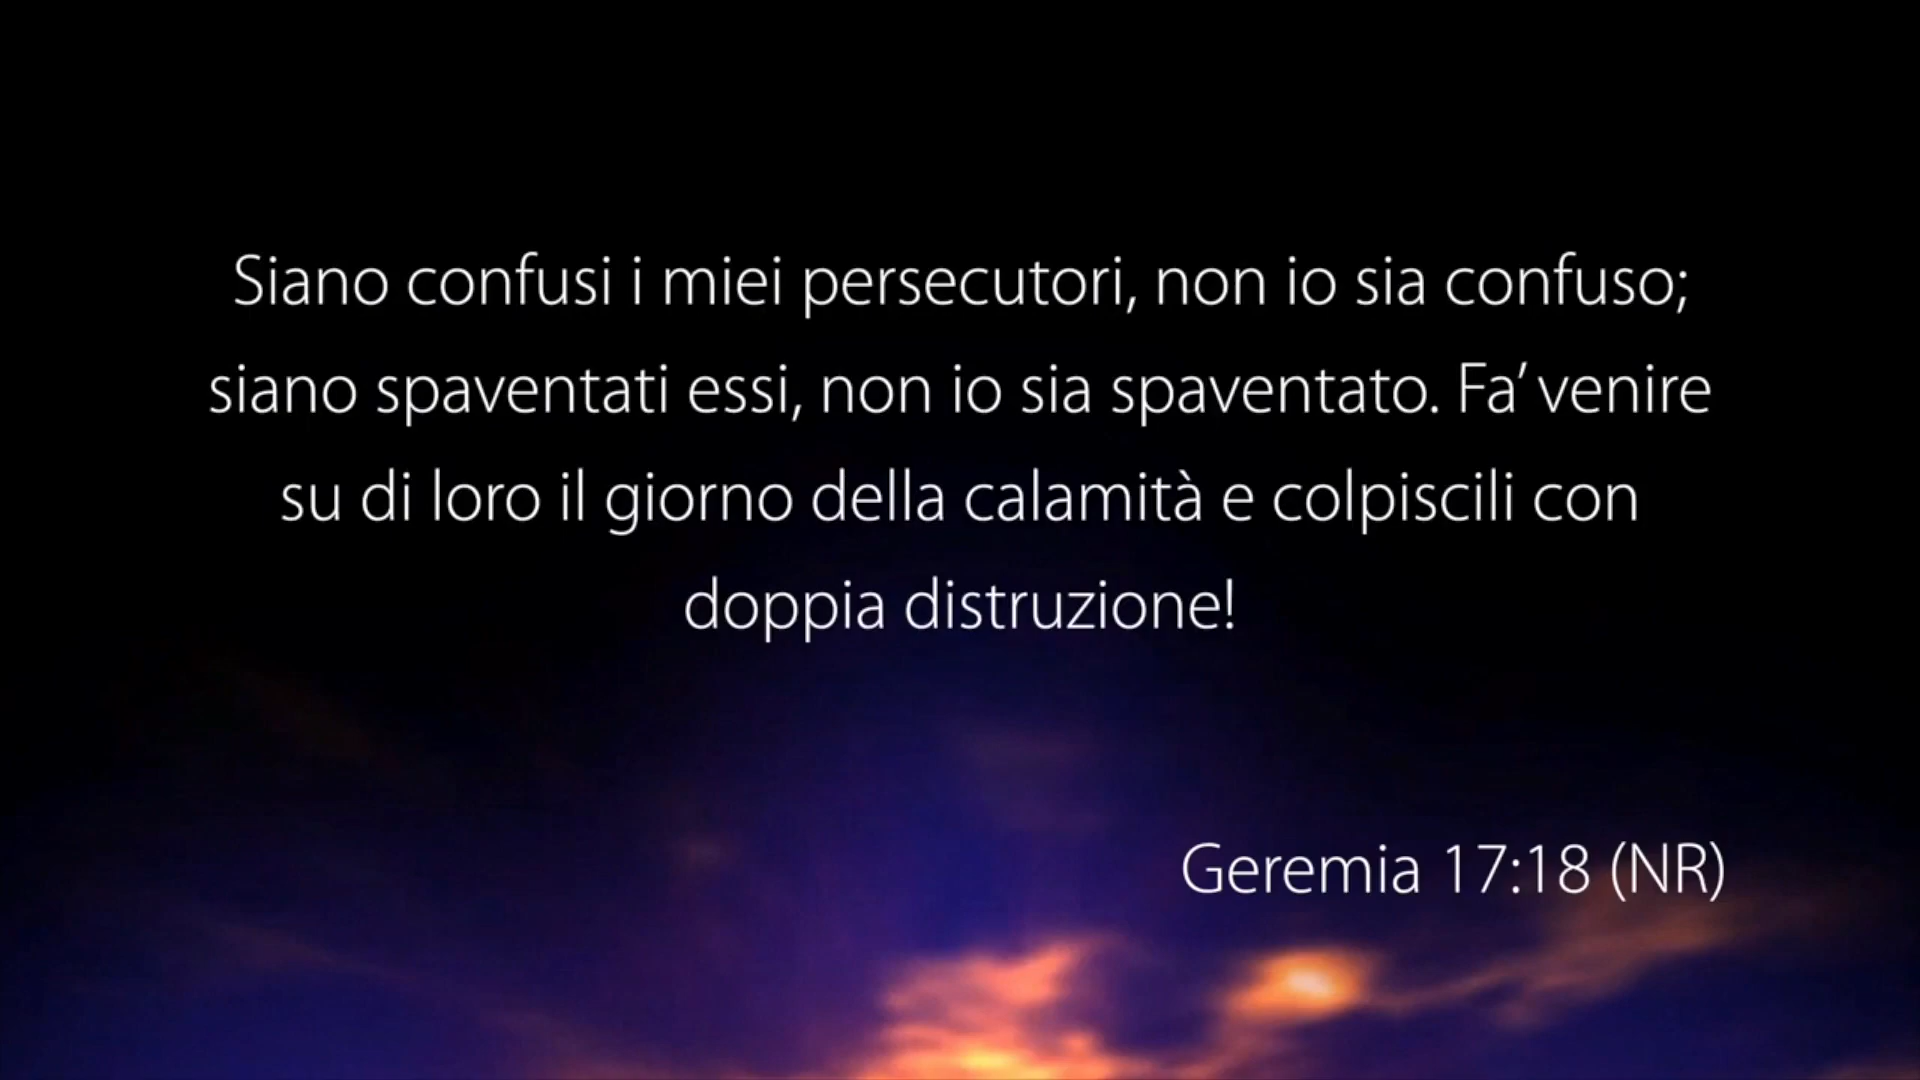 Siano confusi i miei persecutori, non io sia confuso;
siano spaventati essi, non io sia spaventato. Fa’ venire
su di loro il giorno della calamità e colpiscili con
doppia distruzione!
Geremia 17:18 (NR)